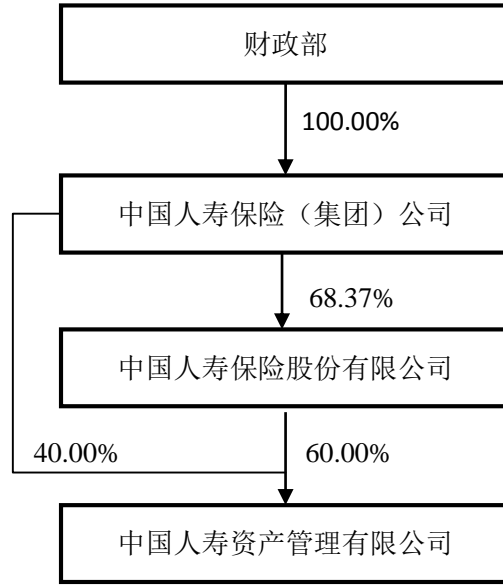 财政部
100.00%
中国人寿保险（集团）公司
68.37%
中国人寿保险股份有限公司
40.00%
60.00%
中国人寿资产管理有限公司